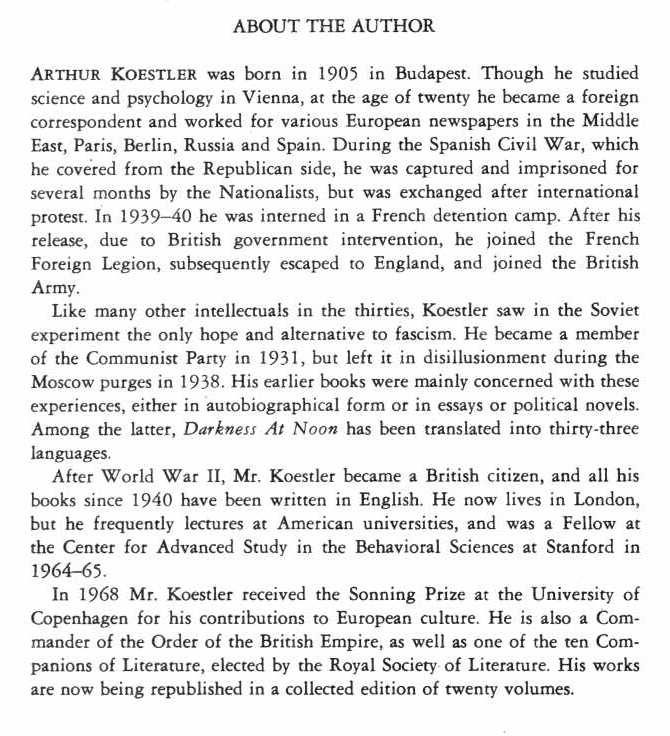 ABOUT THE AUTHOR
ARTHUR KOESTLER was born in 1905 in Budapest. Though he studied
science and psychology in Vienna, at the age of twenty he became a foreign
correspondent and worked for various European newspapers in the Middle
East, Paris, Berlin, Russia and Spain. During the Spanish Civil War, which
he covered from the Republican side, he was captured and imprisoned for
several months by the Nationalists, but was exchanged after international
protest. In 1939–40 he was interned in a French detention camp. After his
release, due to British government intervention, he joined the French
Foreign Legion, subsequently escaped to England, and joined the British
Army.
Like many other intellectuals in the thirties, Koestler saw in the Soviet
experiment the only hope and alternative to fascism. He became a member
of the Communist Party in 1931, but left it in disillusionment during the
Moscow purges in 1938. His earlier books were mainly concerned with these
experiences, either in autobiographical form or in essays or political novels.
Among the latter, Darkness At Noon has been translated into thirty-three
languages.
After World War II, Mr. Koestler became a British citizen, and all his
books since 1940 have been written in English. He now lives in London,
but he frequently lectures at American universities, and was a Fellow at
the Center for Advanced Study in the Behavioral Sciences at Stanford in
1964–65.
In 1968 Mr. Koestler received the Sonning Prize at the University of
Copenhagen for his contributions to European culture. He is also a Com-
mander of the Order of the British Empire, as well as one of the ten Com-
panions of Literature, elected by the Royal Society of Literature. His works
are now being republished in a collected edition of twenty volumes.